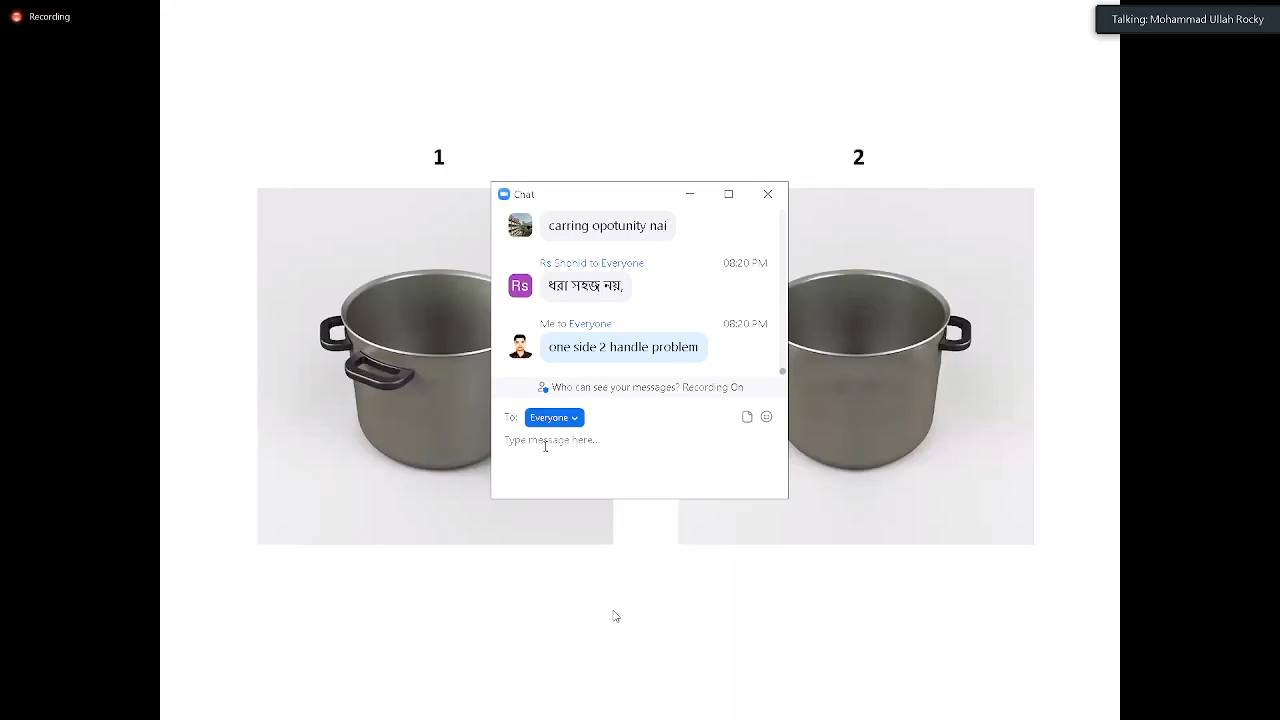 Recording
Talking: Mohammad Ullah Rocky
1
2
Chat
carring opotunity nai
Rs Shohid to Everyone 08:20 PM
Rs
ধরা সহজ নয়,
Me to Everyone 08:20 PM
one side 2 handle problem
Who can see your messages? Recording On
To: Everyone
Type message here...